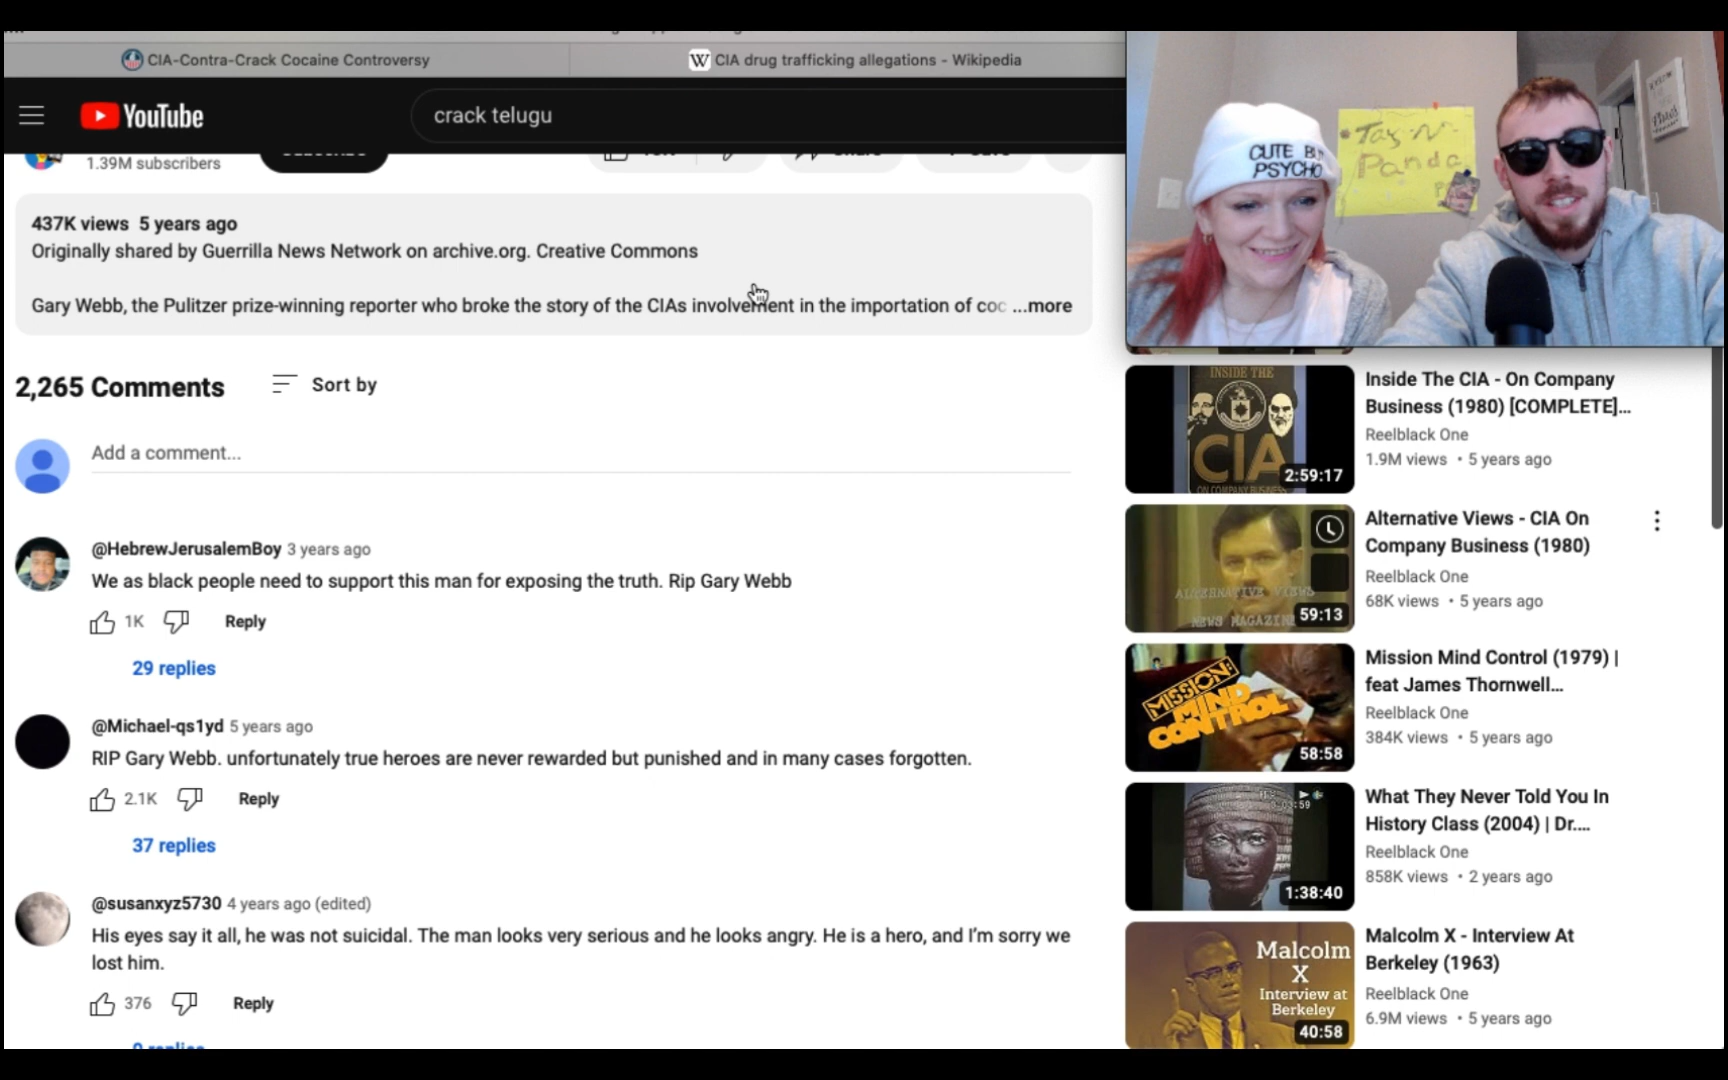 CIA-Contra-Crack Cocaine Controversy
W CIA drug trafficking allegations - Wikipedia
YouTube
crack telugu
1.39M subscribers
437K views 5 years ago
Originally shared by Guerrilla News Network on archive.org. Creative Commons
Gary Webb, the Pulitzer prize-winning reporter who broke the story of the CIAs involvement in the importation of coc ...more
2,265 Comments
Sort by
Add a comment...
@HebrewJerusalemBoy 3 years ago
We as black people need to support this man for exposing the truth. Rip Gary Webb
1K
Reply
29 replies
@Michael-qs1yd 5 years ago
RIP Gary Webb. unfortunately true heroes are never rewarded but punished and in many cases forgotten.
2.1K
Reply
37 replies
@susanxyz5730 4 years ago (edited)
His eyes say it all, he was not suicidal. The man looks very serious and he looks angry. He is a hero, and I'm sorry we
lost him.
376
Reply
CUTE BUT
PSYCHO
Tay-n-
Panda
INSIDE THE
CIA
ON COMPANY BUSINESS
2:59:17
Inside The CIA - On Company
Business (1980) [COMPLETE]...
Reelblack One
1.9M views • 5 years ago
ALTERNATIVE VIEWS
NEWS MAGAZINE
59:13
Alternative Views - CIA On
Company Business (1980)
Reelblack One
68K views • 5 years ago
MISSION:
MIND
CONTROL
58:58
Mission Mind Control (1979) |
feat James Thornwell...
Reelblack One
384K views • 5 years ago
1:38:40
What They Never Told You In
History Class (2004) | Dr....
Reelblack One
858K views • 2 years ago
Malcolm
X
Interview at
Berkeley
40:58
Malcolm X - Interview At
Berkeley (1963)
Reelblack One
6.9M views • 5 years ago